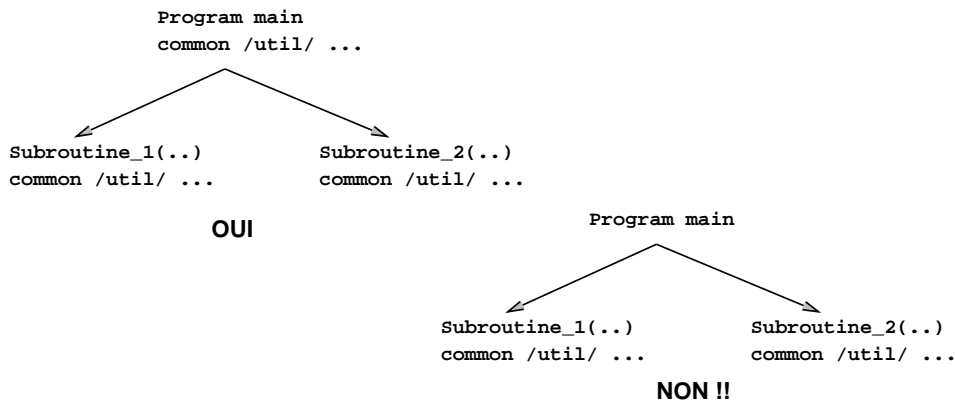 Program main
common /util/ ...
Subroutine_1(..)
common /util/ ...
Subroutine_2(..)
common /util/ ...
OUI
Program main
Subroutine_1(..)
common /util/ ...
Subroutine_2(..)
common /util/ ...
NON !!